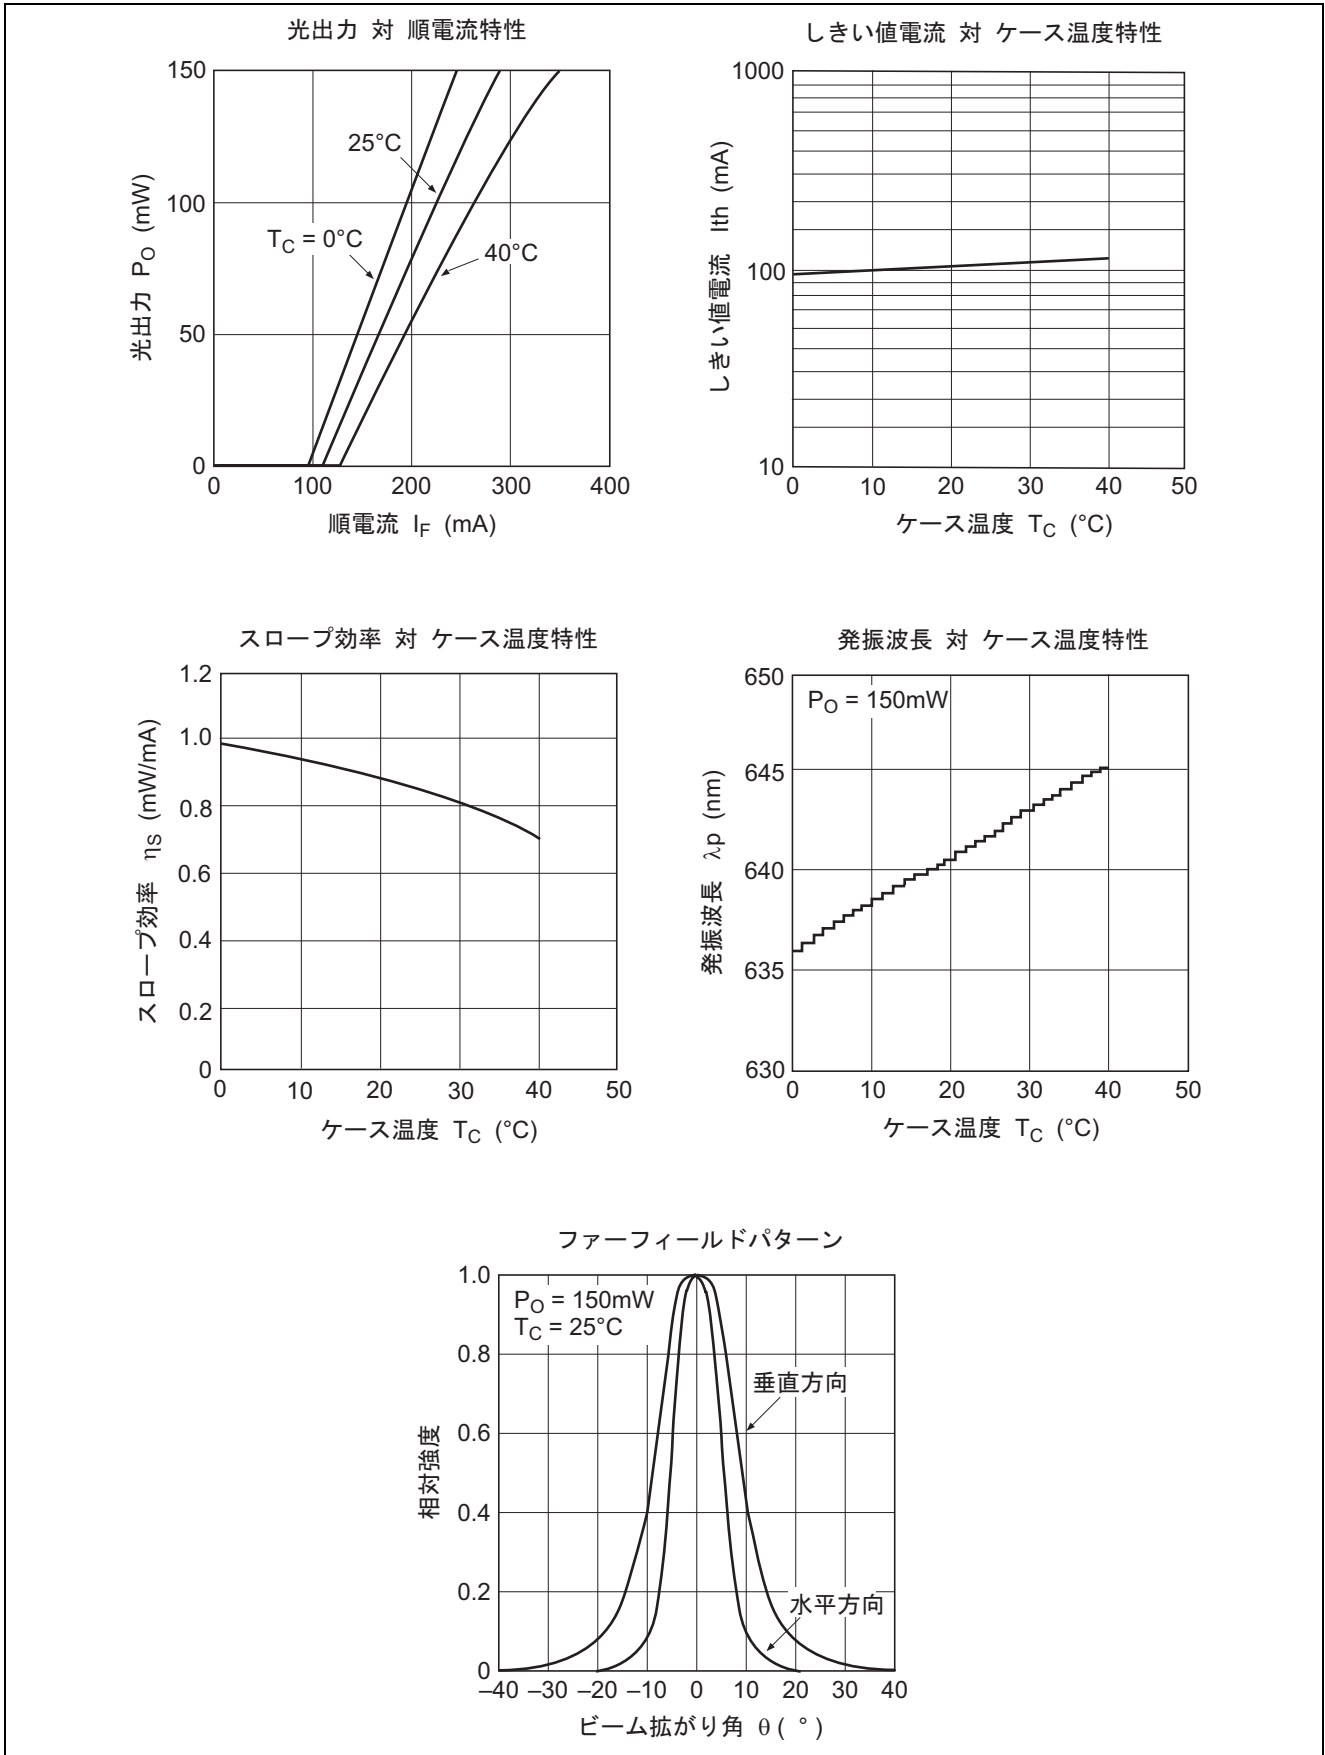 光出力 対 順電流特性
150
100
50
0
0 100 200 300 400
25°C
TC = 0°C
40°C
光出力 PO (mW)
順電流 IF (mA)
しきい値電流 対 ケース温度特性
1000
100
10
0 10 20 30 40 50
しきい値電流 Ith (mA)
ケース温度 TC (°C)
スロープ効率 対 ケース温度特性
1.2
1.0
0.8
0.6
0.4
0.2
0
0 10 20 30 40 50
スロープ効率 ηS (mW/mA)
ケース温度 TC (°C)
発振波長 対 ケース温度特性
PO = 150mW
650
645
640
635
630
0 10 20 30 40 50
発振波長 λp (nm)
ケース温度 TC (°C)
ファーフィールドパターン
PO = 150mW
TC = 25°C
1.0
0.8
0.6
0.4
0.2
0
垂直方向
水平方向
–40 –30 –20 –10 0 10 20 30 40
相対強度
ビーム拡がり角 θ ( ° )